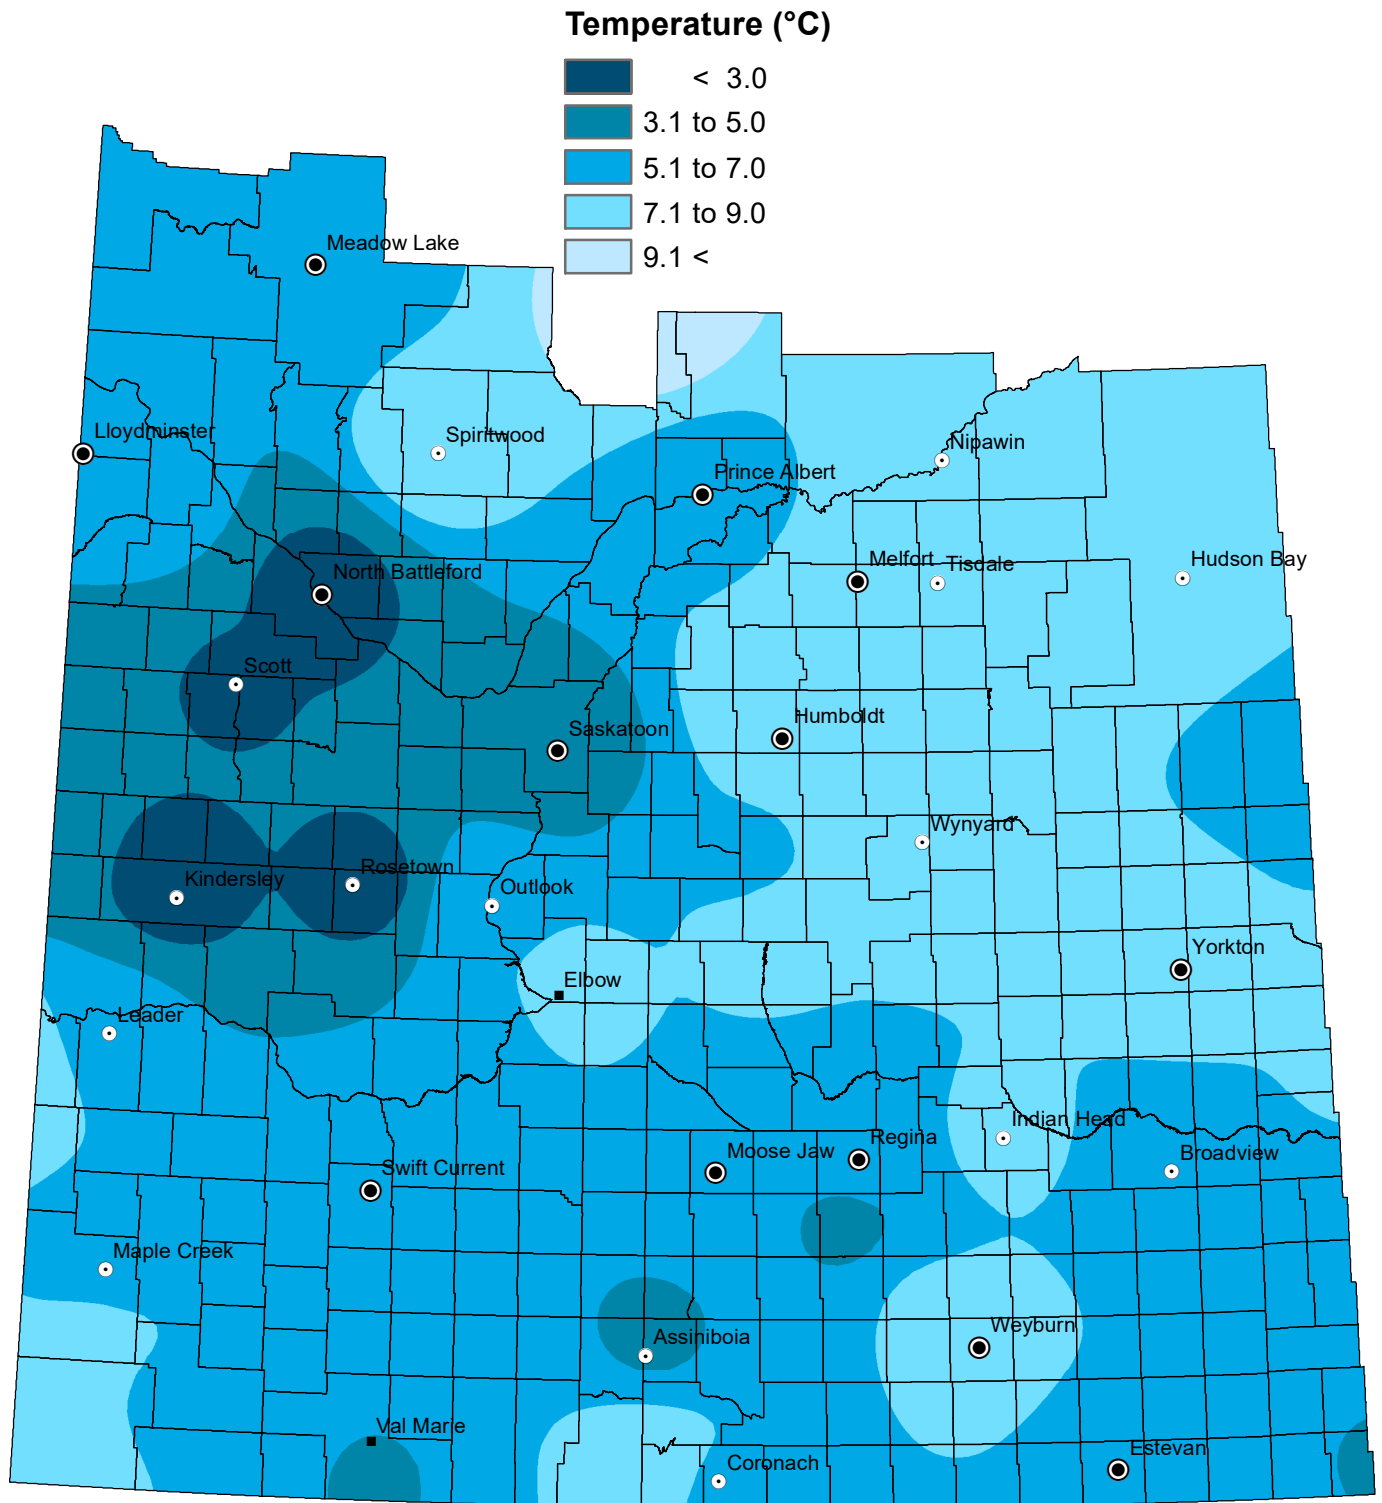 Temperature (°C)
< 3.0
3.1 to 5.0
5.1 to 7.0
7.1 to 9.0
9.1 <
Meadow Lake
Lloydminster
Spiritwood
Nipawin
Prince Albert
North Battleford
Melfort
Tisdale
Hudson Bay
Scott
Saskatoon
Humboldt
Wynyard
Kindersley
Rosetown
Outlook
Yorkton
Elbow
Leader
Indian Head
Regina
Moose Jaw
Broadview
Swift Current
Maple Creek
Assiniboia
Weyburn
Val Marie
Estevan
Coronach